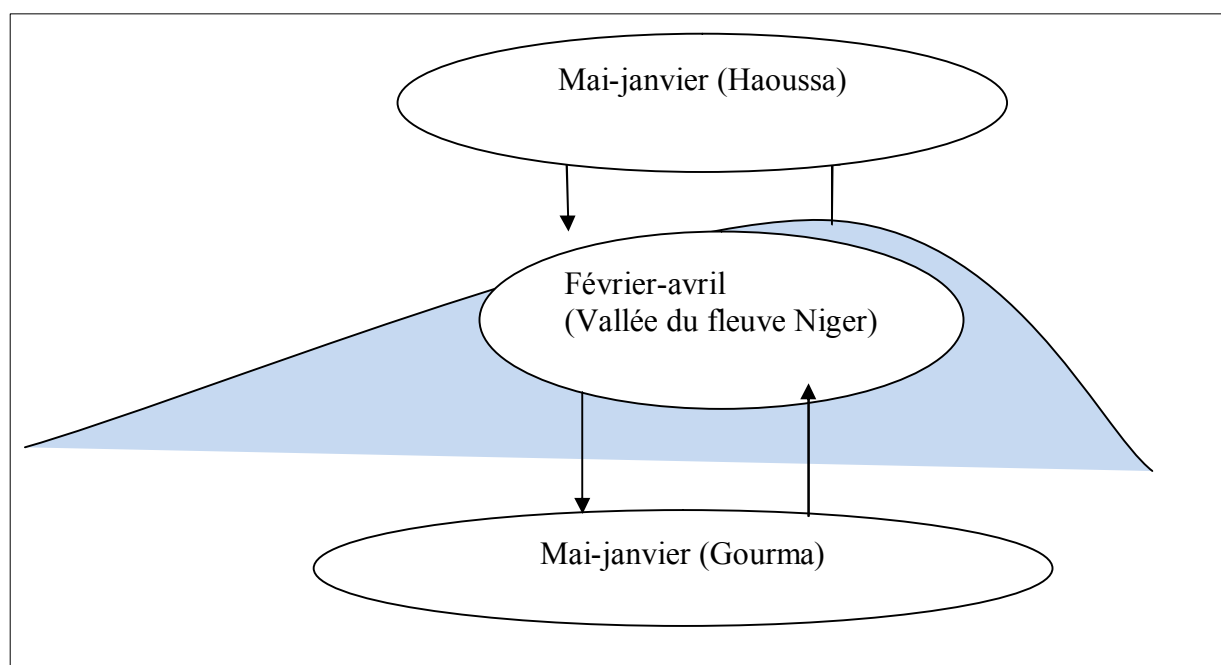 Mai-janvier (Haoussa)
Février-avril
(Vallée du fleuve Niger)
Mai-janvier (Gourma)